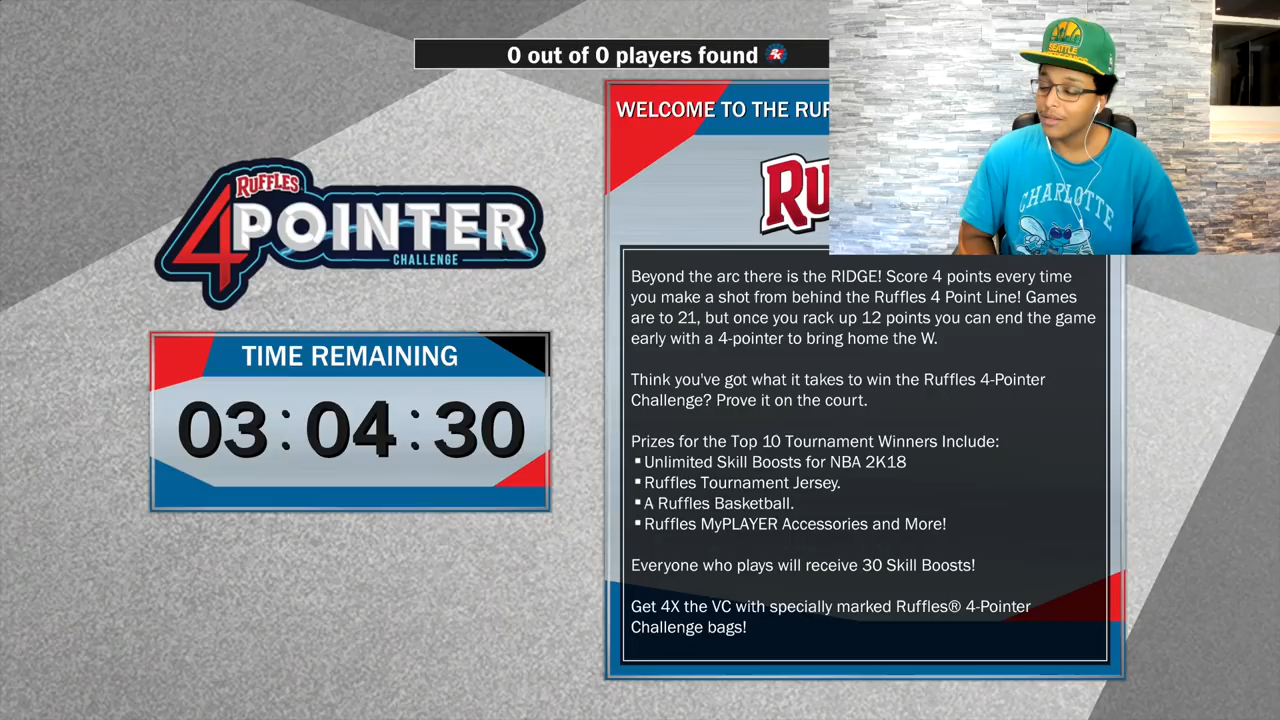 0 out of 0 players found
2K
WELCOME TO THE RUF
RUFFLES
4 POINTER
CHALLENGE
SEATTLE
CHARLOTTE
Beyond the arc there is the RIDGE! Score 4 points every time
you make a shot from behind the Ruffles 4 Point Line! Games
are to 21, but once you rack up 12 points you can end the game
early with a 4-pointer to bring home the W.
Think you've got what it takes to win the Ruffles 4-Pointer
Challenge? Prove it on the court.
Prizes for the Top 10 Tournament Winners Include:
▪ Unlimited Skill Boosts for NBA 2K18
▪ Ruffles Tournament Jersey.
▪ A Ruffles Basketball.
▪ Ruffles MyPLAYER Accessories and More!
Everyone who plays will receive 30 Skill Boosts!
Get 4X the VC with specially marked Ruffles® 4-Pointer
Challenge bags!
TIME REMAINING
03:04:30